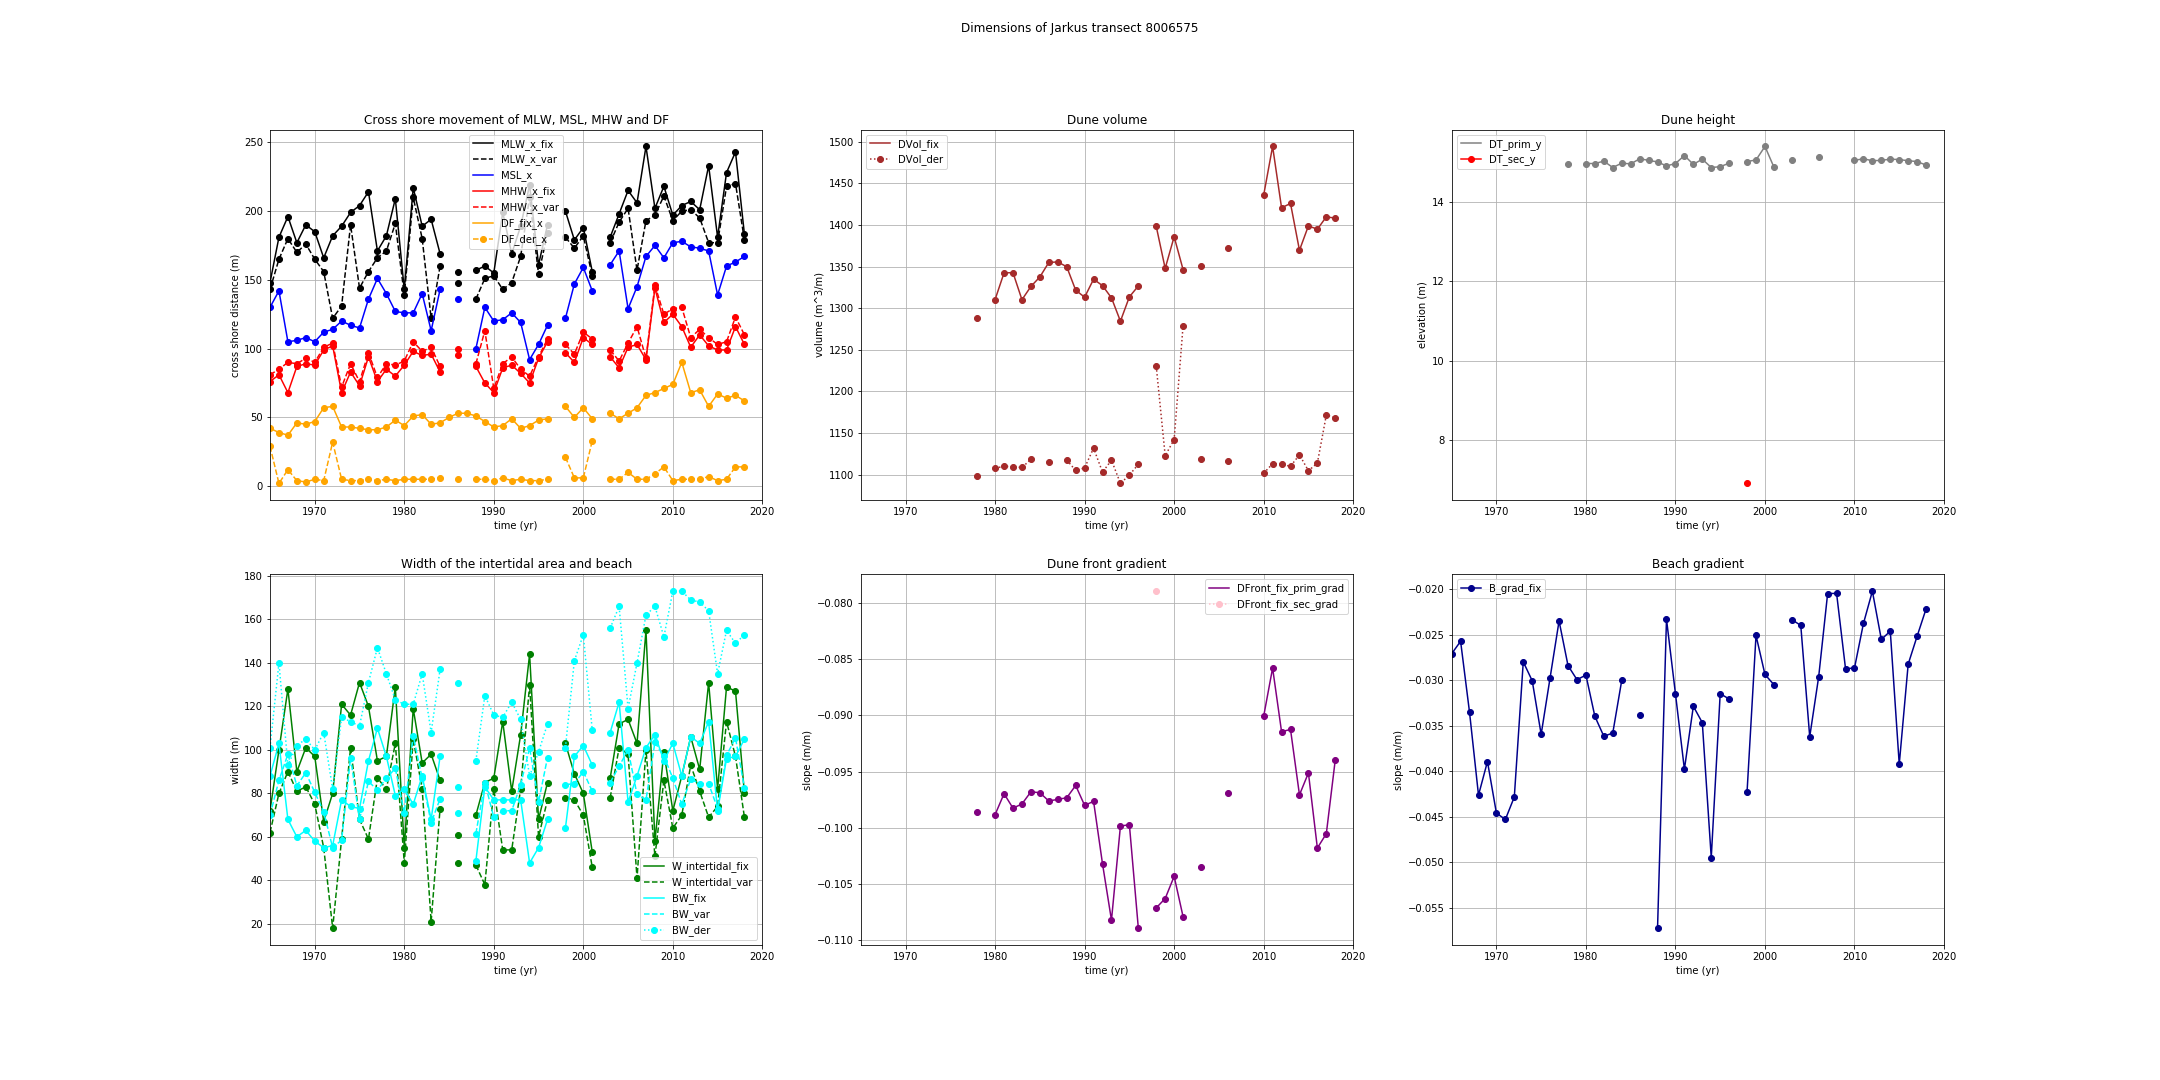 Dimensions of Jarkus transect 8006575
Cross shore movement of MLW, MSL, MHW and DF
250
200
150
100
50
0
cross shore distance (m)
MLW_x_fix
MLW_x_var
MSL_x
MHW_x_fix
MHW_x_var
DF_fix_x
DF_der_x
1970 1980 1990 2000 2010 2020
time (yr)
Dune volume
1500
1450
1400
1350
1300
1250
1200
1150
1100
volume (m^3/m)
DVol_fix
DVol_der
1970 1980 1990 2000 2010 2020
time (yr)
Dune height
14
12
10
8
elevation (m)
DT_prim_y
DT_sec_y
1970 1980 1990 2000 2010 2020
time (yr)
Width of the intertidal area and beach
180
160
140
120
100
80
60
40
20
width (m)
W_intertidal_fix
W_intertidal_var
BW_fix
BW_var
BW_der
1970 1980 1990 2000 2010 2020
time (yr)
Dune front gradient
−0.080
−0.085
−0.090
−0.095
−0.100
−0.105
−0.110
slope (m/m)
DFront_fix_prim_grad
DFront_fix_sec_grad
1970 1980 1990 2000 2010 2020
time (yr)
Beach gradient
−0.020
−0.025
−0.030
−0.035
−0.040
−0.045
−0.050
−0.055
slope (m/m)
B_grad_fix
1970 1980 1990 2000 2010 2020
time (yr)